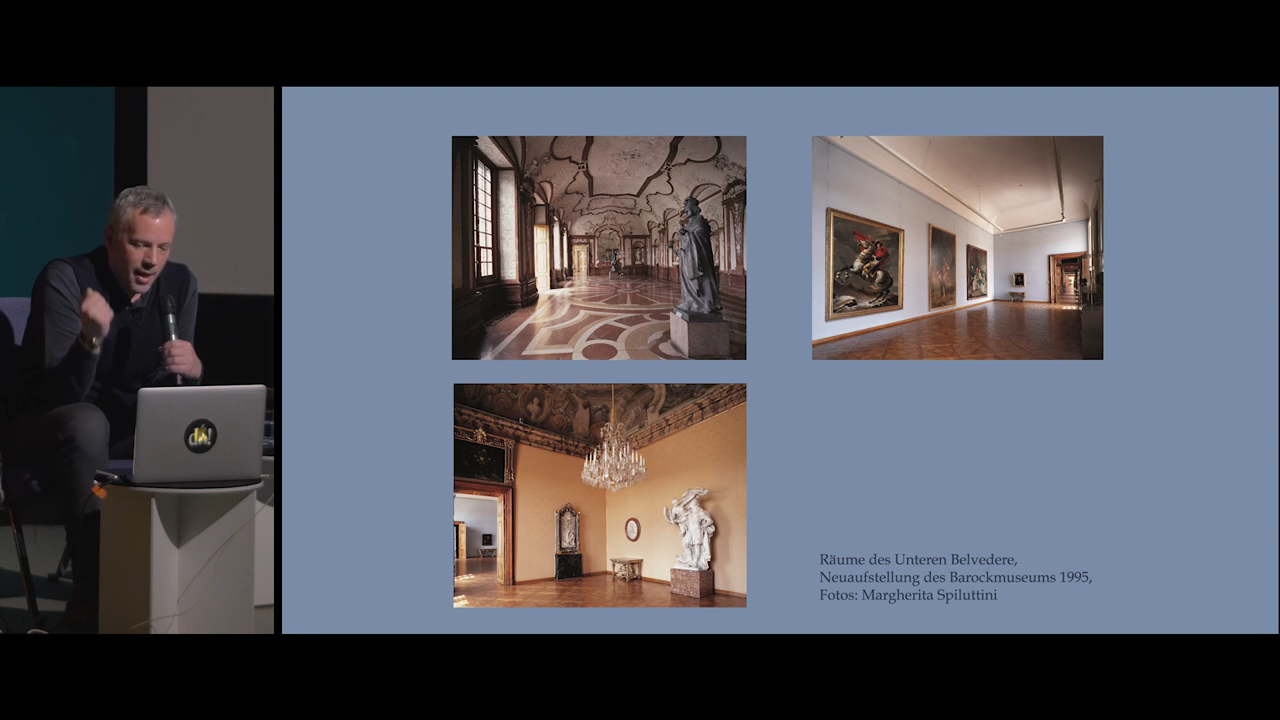 Räume des Unteren Belvedere,
Neuaufstellung des Barockmuseums 1995,
Fotos: Margherita Spiluttini